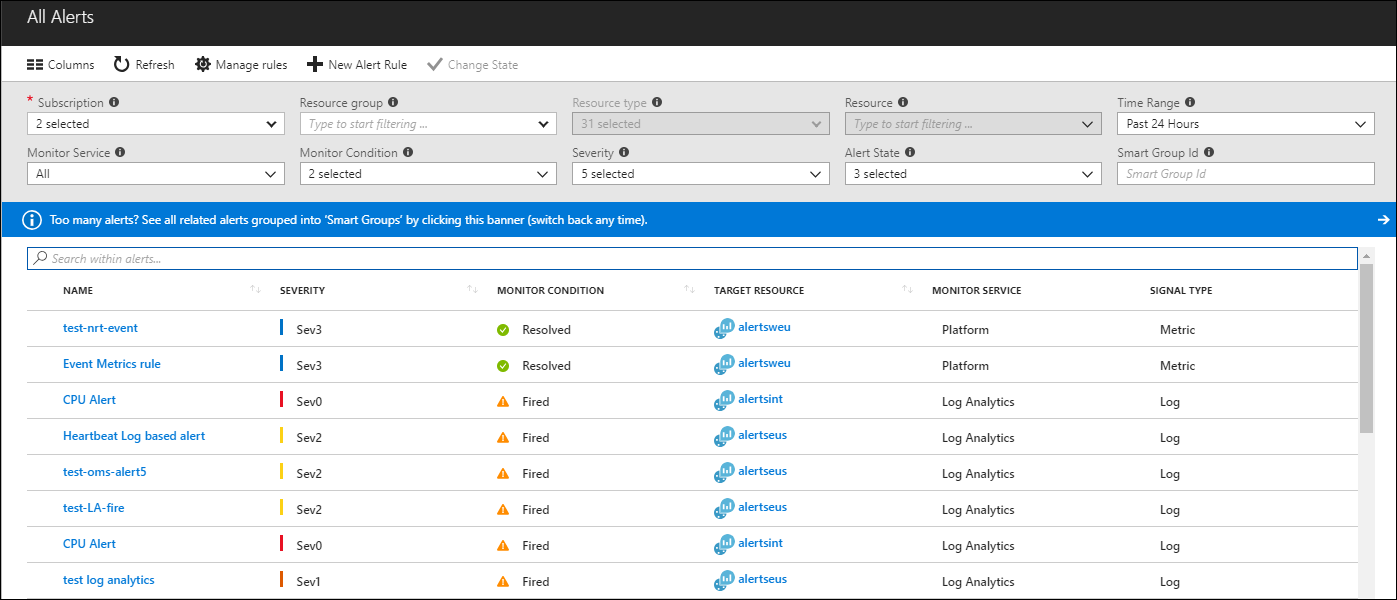 All Alerts
Columns Refresh Manage rules New Alert Rule Change State
* Subscription Resource group Resource type Resource Time Range
2 selected Type to start filtering ... 31 selected Type to start filtering ... Past 24 Hours
Monitor Service Monitor Condition Severity Alert State Smart Group Id
All 2 selected 5 selected 3 selected Smart Group Id
Too many alerts? See all related alerts grouped into 'Smart Groups' by clicking this banner (switch back any time).
Search within alerts...
NAME SEVERITY MONITOR CONDITION TARGET RESOURCE MONITOR SERVICE SIGNAL TYPE
test-nrt-event Sev3 Resolved alertsweu Platform Metric
Event Metrics rule Sev3 Resolved alertsweu Platform Metric
CPU Alert Sev0 Fired alertsint Log Analytics Log
Heartbeat Log based alert Sev2 Fired alertseus Log Analytics Log
test-oms-alert5 Sev2 Fired alertseus Log Analytics Log
test-LA-fire Sev2 Fired alertseus Log Analytics Log
CPU Alert Sev0 Fired alertsint Log Analytics Log
test log analytics Sev1 Fired alertseus Log Analytics Log